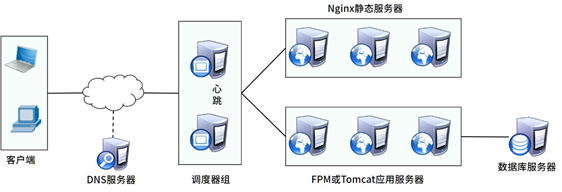 Nginx静态服务器
心
跳
客户端
DNS服务器
调度器组
FPM或Tomcat应用服务器
数据库服务器